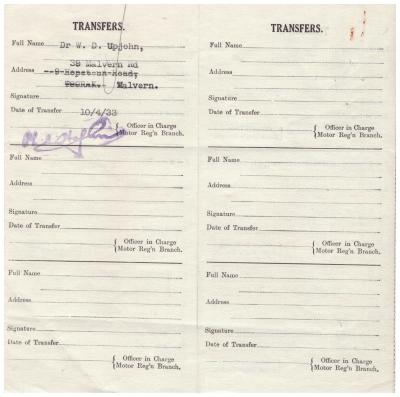 TRANSFERS.
Full Name Dr W. D. Upjohn,
38 Malvern Rd
Address --9-Hopetoun-Road,
TOORAK. Malvern.
Signature
Date of Transfer 10/4/33
Officer in Charge
Motor Reg'n Branch.
Full Name
Address
Signature
Date of Transfer
Officer in Charge
Motor Reg'n Branch.
Full Name
Address
Signature
Date of Transfer
Officer in Charge
Motor Reg'n Branch.
TRANSFERS.
Full Name
Address
Signature
Date of Transfer
Officer in Charge
Motor Reg'n Branch.
Full Name
Address
Signature
Date of Transfer
Officer in Charge
Motor Reg'n Branch.
Full Name
Address
Signature
Date of Transfer
Officer in Charge
Motor Reg'n Branch.